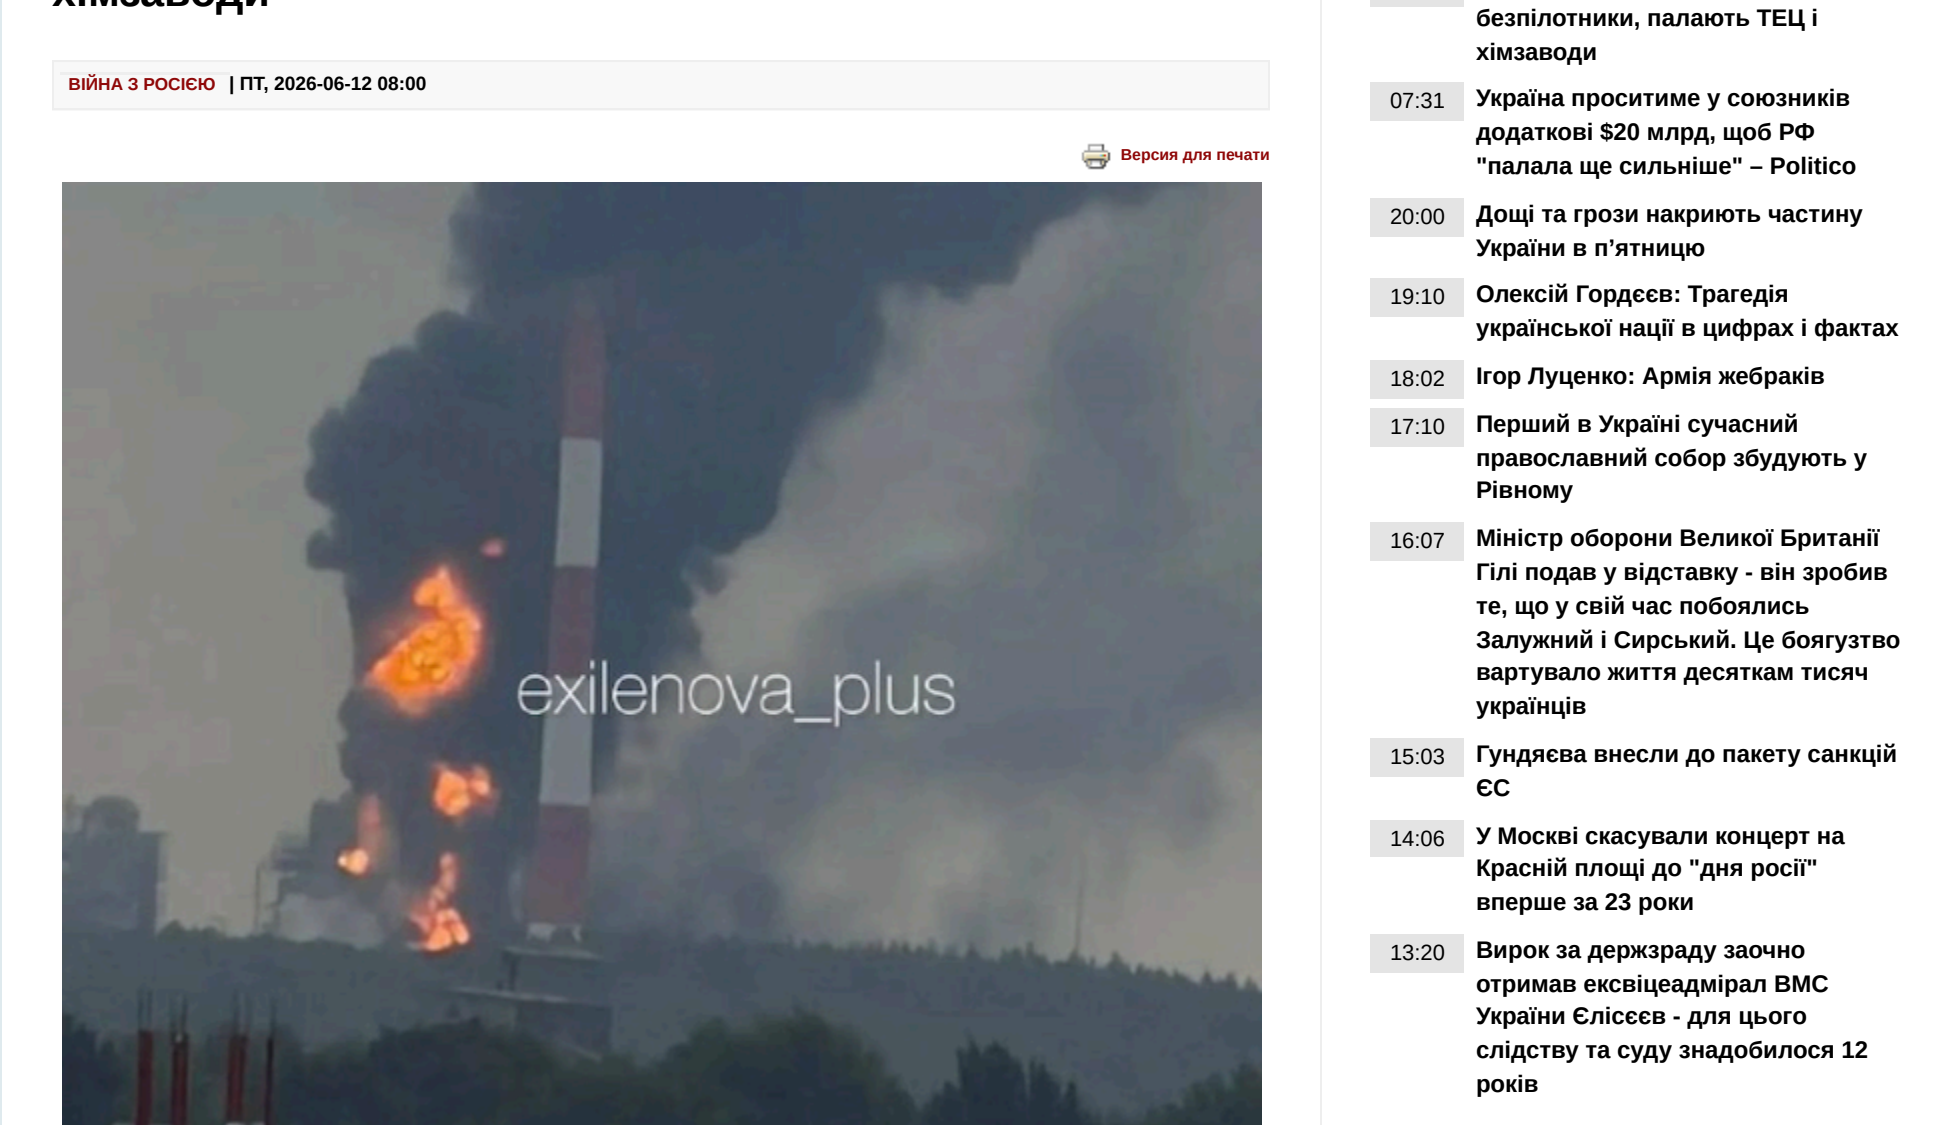 хімзаводи
ВІЙНА З РОСІЄЮ | ПТ, 2026-06-12 08:00
Версия для печати
exilenova_plus
безпілотники, палають ТЕЦ і
хімзаводи
07:31 Україна проситиме у союзників
додаткові $20 млрд, щоб РФ
"палала ще сильніше" – Politico
20:00 Дощі та грози накриють частину
України в п’ятницю
19:10 Олексій Гордєєв: Трагедія
української нації в цифрах і фактах
18:02 Ігор Луценко: Армія жебраків
17:10 Перший в Україні сучасний
православний собор збудують у
Рівному
16:07 Міністр оборони Великої Британії
Гілі подав у відставку - він зробив
те, що у свій час побоялись
Залужний і Сирський. Це боягузтво
вартувало життя десяткам тисяч
українців
15:03 Гундяєва внесли до пакету санкцій
ЄС
14:06 У Москві скасували концерт на
Красній площі до "дня росії"
вперше за 23 роки
13:20 Вирок за держзраду заочно
отримав ексвіцеадмірал ВМС
України Єлісєєв - для цього
слідству та суду знадобилося 12
років